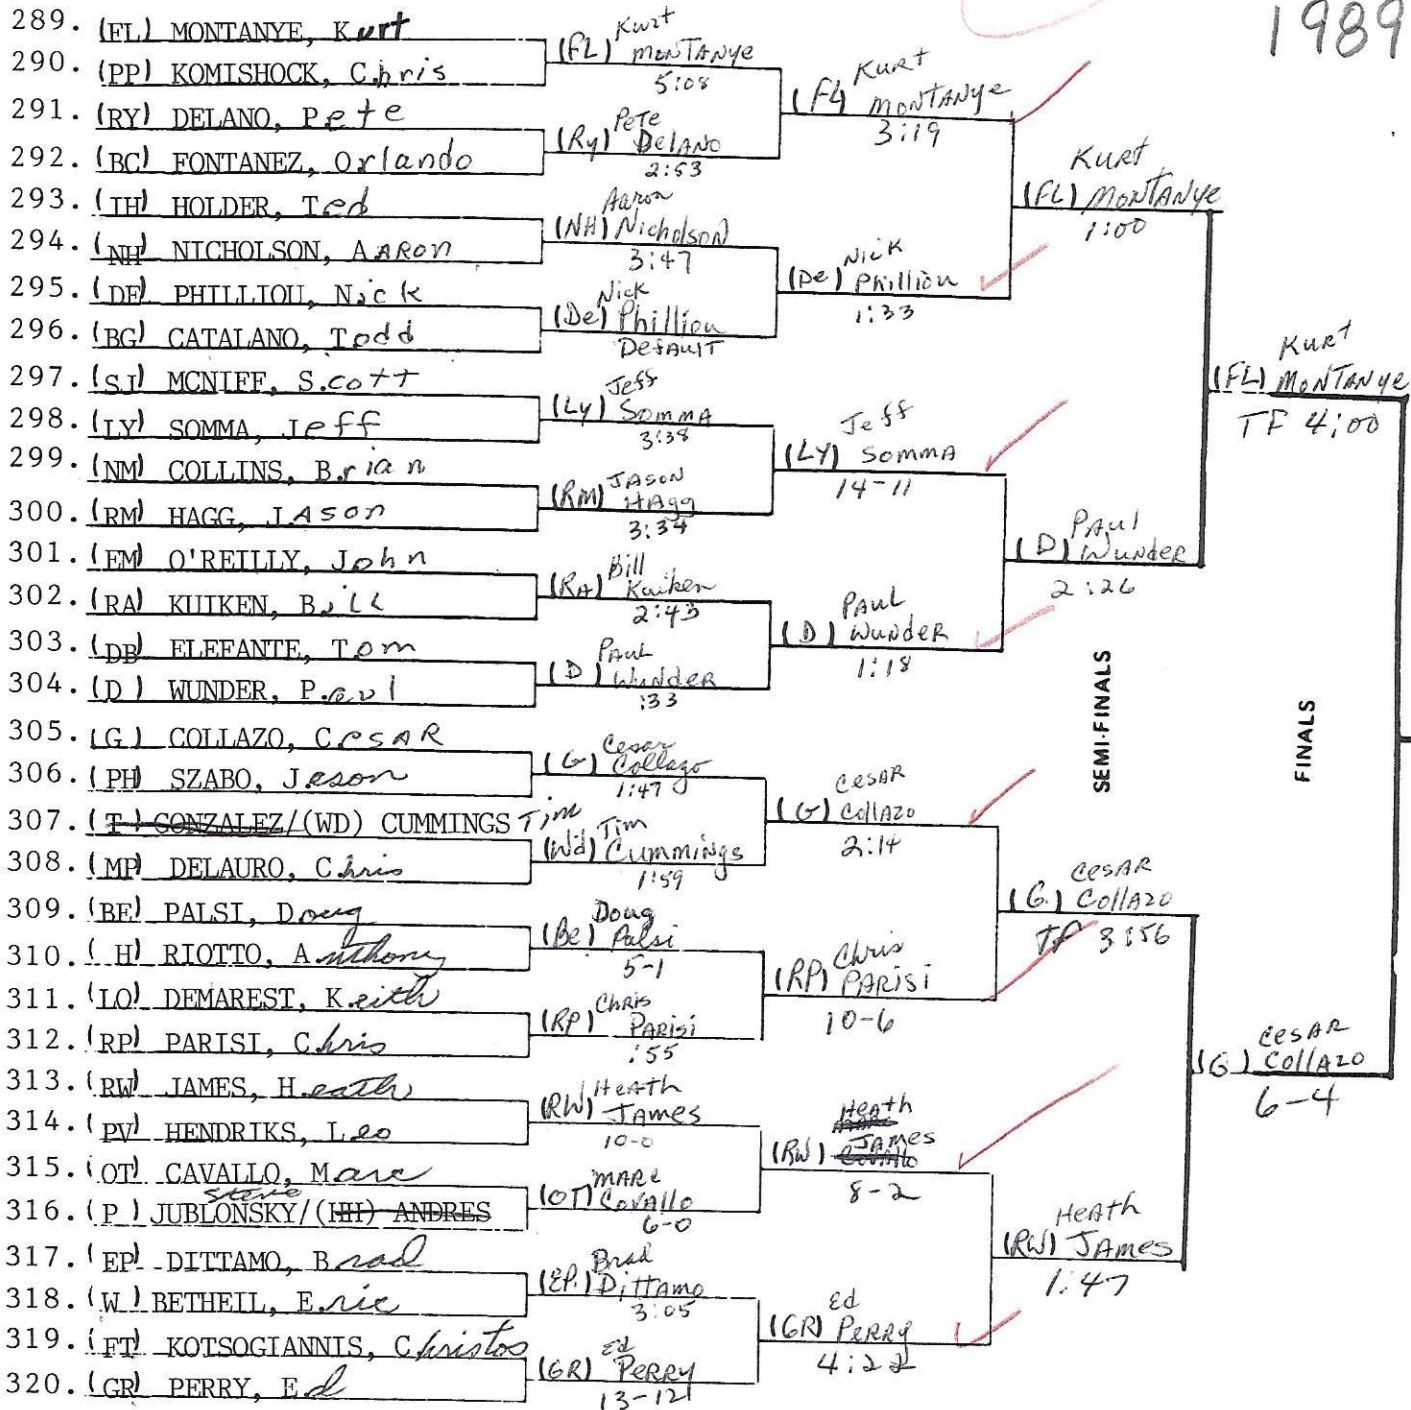 1989
289. (FL) MONTANYE, Kurt
290. (PP) KOMISHOCK, Chris
291. (RY) DELANO, Pete
292. (BC) FONTANEZ, Orlando
293. (IH) HOLDER, Ted
294. (NH) NICHOLSON, AARON
295. (DE) PHILLIOU, Nick
296. (BG) CATALANO, Todd
297. (SJ) MCNIFF, Scott
298. (LY) SOMMA, Jeff
299. (NM) COLLINS, Brian
300. (RM) HAGG, JASON
301. (EM) O'REILLY, John
302. (RA) KUIKEN, Bill
303. (DB) ELEFANTE, Tom
304. (D ) WUNDER, Paul
305. (G ) COLLAZO, CesAR
306. (PH) SZABO, Jason
307. (T ) GONZALEZ/(WD) CUMMINGS Tim
308. (MP) DELAURO, Chris
309. (BE) PALSI, Doug
310. ( H) RIOTTO, Anthony
311. (LO) DEMAREST, Keith
312. (RP) PARISI, Chris
313. (RW) JAMES, Heath
314. (PV) HENDRIKS, Leo
315. (OT) CAVALLO, Marc
Steve
316. (P ) JUBLONSKY/(HH) ANDRES
317. (EP) DITTAMO, Brad
318. (W ) BETHEIL, Eric
319. (FT) KOTSOGIANNIS, Christos
320. (GR) PERRY, Ed
Kurt
(FL) MONTANYe
5:08
Pete
(Ry) DelANO
2:53
Aaron
(NH) Nicholson
3:47
Nick
(De) Phillion
DefAulT
Jeff
(Ly) SOMMA
3:38
JASON
(RM) HAgg
3:34
Bill
(RA) Kuiken
2:43
PAUL
(D ) WUNdeR
:33
Cesar
(G) Collazo
1:47
Tim
(Wd) Cummings
1:59
Doug
(Be) Palsi
5-1
CHRIS
(RP) PARISi
:55
HeATh
(RW) JAMes
10-0
MARC
(OT) CoVAllo
6-0
Brad
(EP.) DiTTAMO
3:05
Ed
(GR) PeRRY
13-12
Kurt
(FL) MONTANYe
3:19
Nick
(De) Phillion
1:33
Jeff
(LY) SOMMA
14-11
PAUL
(D ) WUNdeR
1:18
CesAR
(G) CollAzo
2:14
Chris
(RP) PARISI
10-6
HeAth
(RW) JAMes
8-2
Ed
(GR) PeRRy
4:22
Kurt
(FL) MONTANYe
1:00
PAUl
(D) WUNder
2:26
CesAR
(G.) CollAzo
TF 3:56
HeATh
(RW) JAMes
1:47
SEMI-FINALS
KuRt
(FL) MONTANYe
TF 4:00
CesAR
(G ) CollAzo
6-4
FINALS